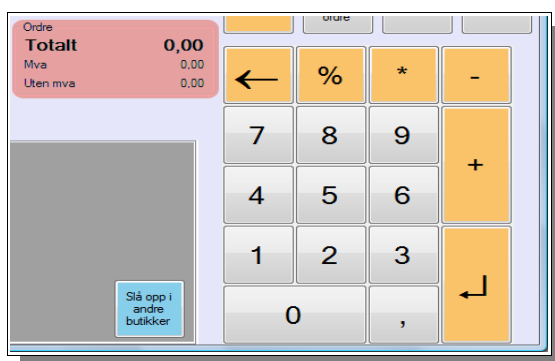 ordre
Ordre
Totalt 0,00
Mva 0,00
Uten mva 0,00
← % * -
7 8 9
+
4 5 6
1 2 3
Slå opp i
andre
butikker
0 ,